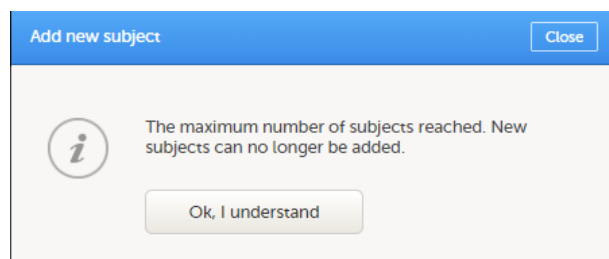 Add new subject
Close
The maximum number of subjects reached. New
subjects can no longer be added.
Ok, I understand